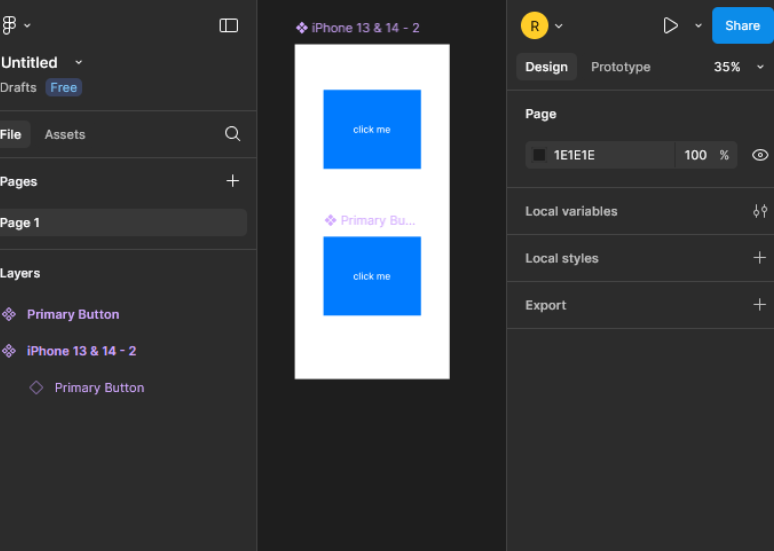 Untitled
Drafts Free
File Assets
Pages
Page 1
Layers
Primary Button
iPhone 13 & 14 - 2
Primary Button
iPhone 13 & 14 - 2
click me
Primary Bu...
click me
R
Share
Design Prototype 35%
Page
1E1E1E 100 %
Local variables
Local styles
Export